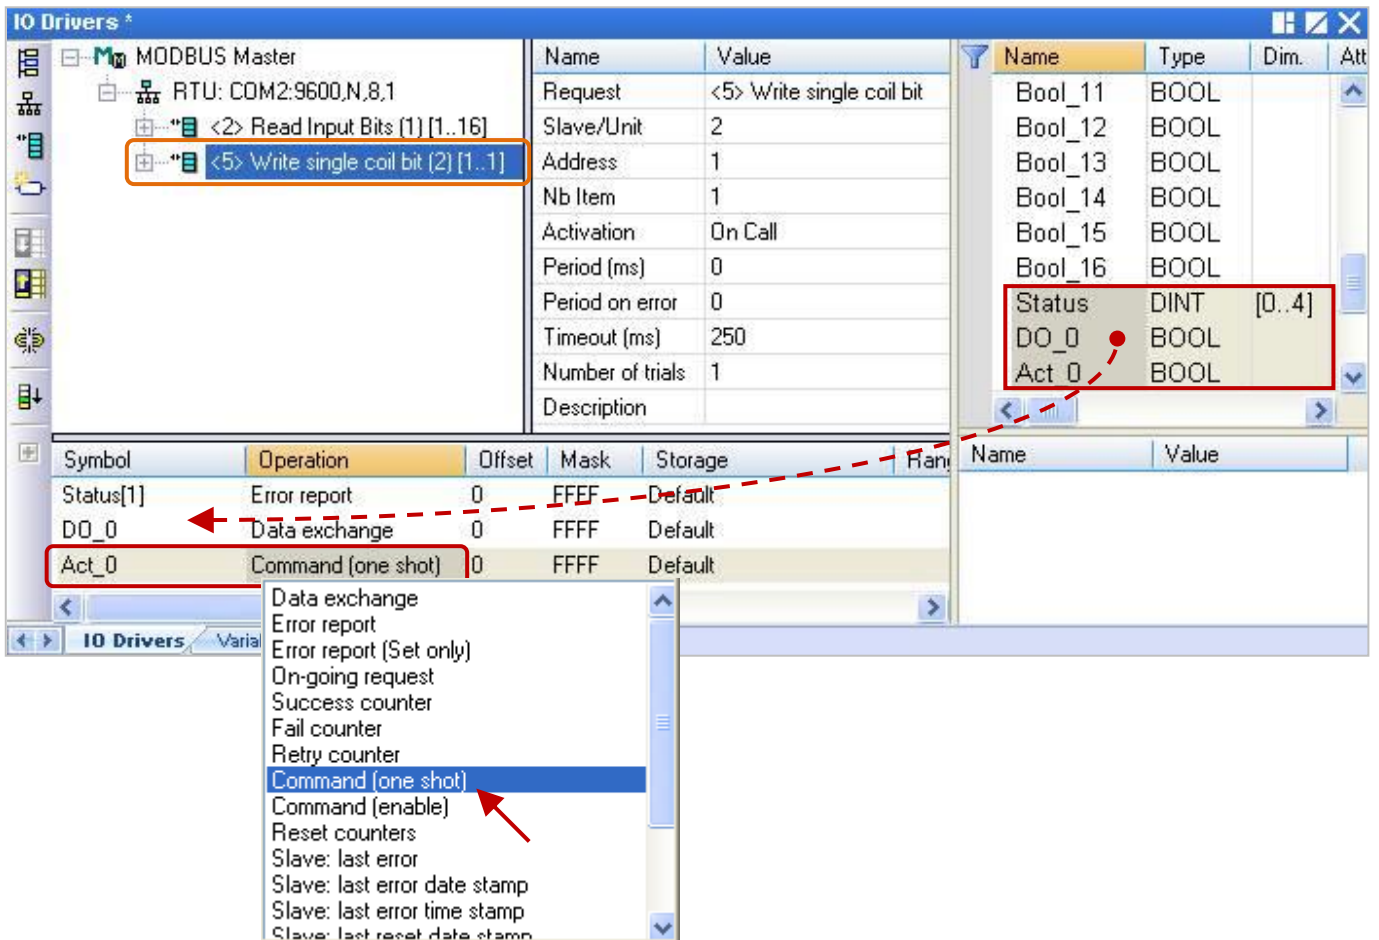 IO Drivers *
MODBUS Master
RTU: COM2:9600,N,8,1
<2> Read Input Bits (1) [1..16]
<5> Write single coil bit (2) [1..1]
Name Value
Request <5> Write single coil bit
Slave/Unit 2
Address 1
Nb Item 1
Activation On Call
Period (ms) 0
Period on error 0
Timeout (ms) 250
Number of trials 1
Description
Name Type Dim. Att
Bool_11 BOOL
Bool_12 BOOL
Bool_13 BOOL
Bool_14 BOOL
Bool_15 BOOL
Bool_16 BOOL
Status DINT [0..4]
DO_0 BOOL
Act_0 BOOL
Symbol Operation Offset Mask Storage Rang
Status[1] Error report 0 FFFF Default
DO_0 Data exchange 0 FFFF Default
Act_0 Command (one shot) 0 FFFF Default
Name Value
IO Drivers Varial
Data exchange
Error report
Error report (Set only)
On-going request
Success counter
Fail counter
Retry counter
Command (one shot)
Command (enable)
Reset counters
Slave: last error
Slave: last error date stamp
Slave: last error time stamp
Slave: last reset date stamp